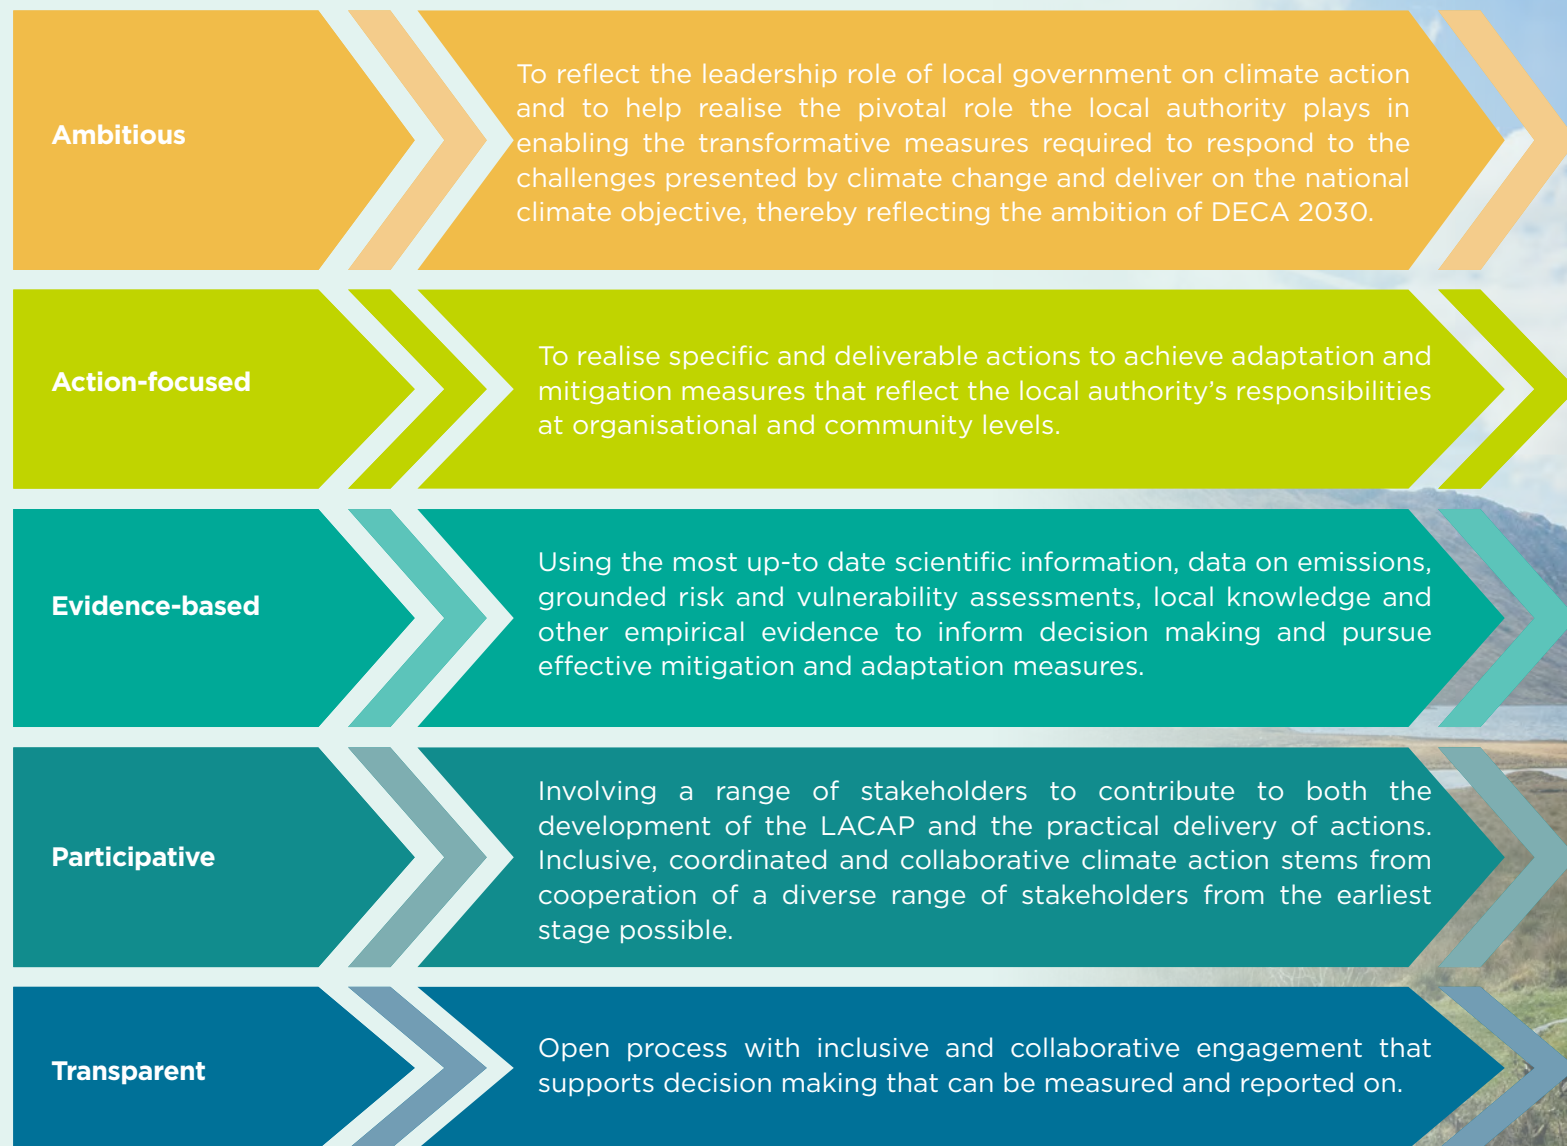 Ambitious
To reflect the leadership role of local government on climate action
and to help realise the pivotal role the local authority plays in
enabling the transformative measures required to respond to the
challenges presented by climate change and deliver on the national
climate objective, thereby reflecting the ambition of DECA 2030.
Action-focused
To realise specific and deliverable actions to achieve adaptation and
mitigation measures that reflect the local authority’s responsibilities
at organisational and community levels.
Evidence-based
Using the most up-to date scientific information, data on emissions,
grounded risk and vulnerability assessments, local knowledge and
other empirical evidence to inform decision making and pursue
effective mitigation and adaptation measures.
Participative
Involving a range of stakeholders to contribute to both the
development of the LACAP and the practical delivery of actions.
Inclusive, coordinated and collaborative climate action stems from
cooperation of a diverse range of stakeholders from the earliest
stage possible.
Transparent
Open process with inclusive and collaborative engagement that
supports decision making that can be measured and reported on.